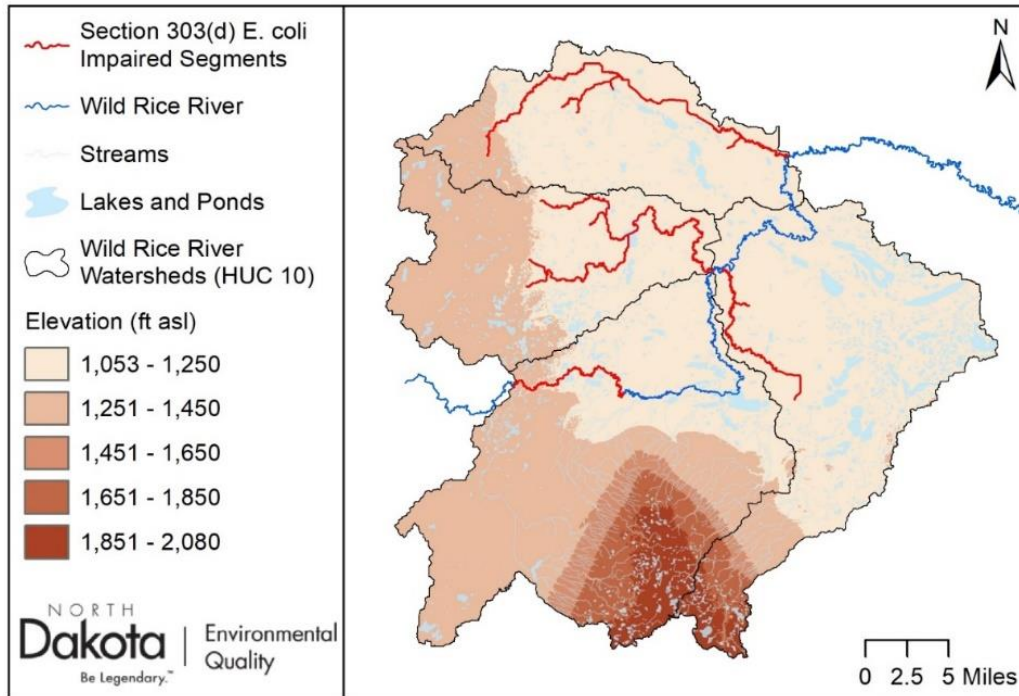 Section 303(d) E. coli
Impaired Segments
Wild Rice River
Streams
Lakes and Ponds
Wild Rice River
Watersheds (HUC 10)
Elevation (ft asl)
1,053 - 1,250
1,251 - 1,450
1,451 - 1,650
1,651 - 1,850
1,851 - 2,080
NORTH
Dakota
Be Legendary.™
Environmental
Quality
N
0 2.5 5 Miles